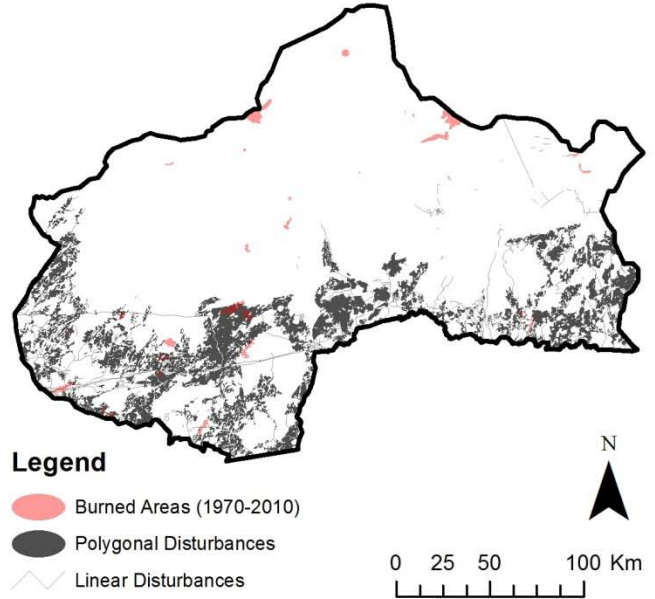 Legend
Burned Areas (1970-2010)
Polygonal Disturbances
Linear Disturbances
N
0 25 50 100 Km